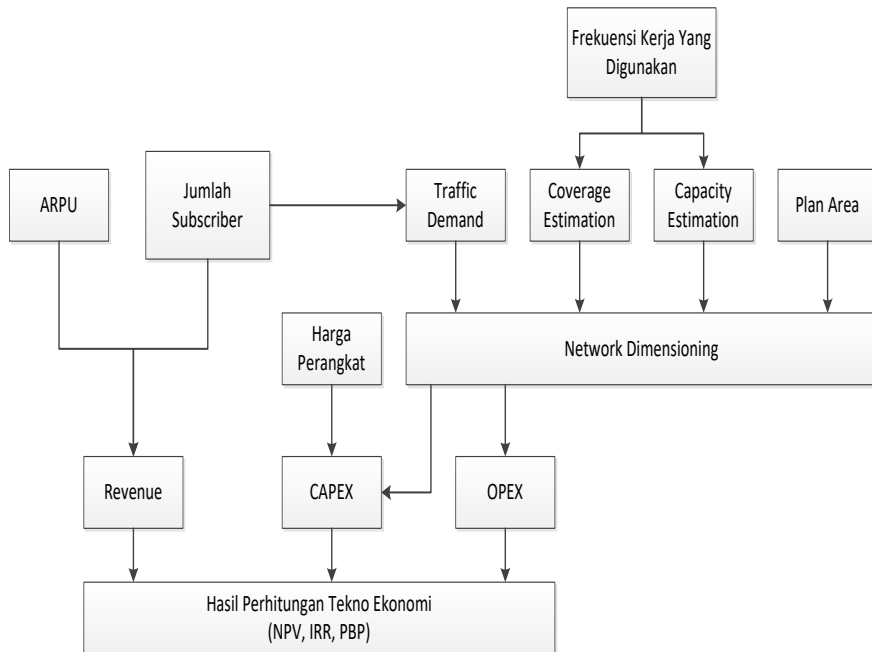 Frekuensi Kerja Yang
Digunakan
ARPU
Jumlah
Subscriber
Traffic
Demand
Coverage
Estimation
Capacity
Estimation
Plan Area
Harga
Perangkat
Network Dimensioning
Revenue
CAPEX
OPEX
Hasil Perhitungan Tekno Ekonomi
(NPV, IRR, PBP)